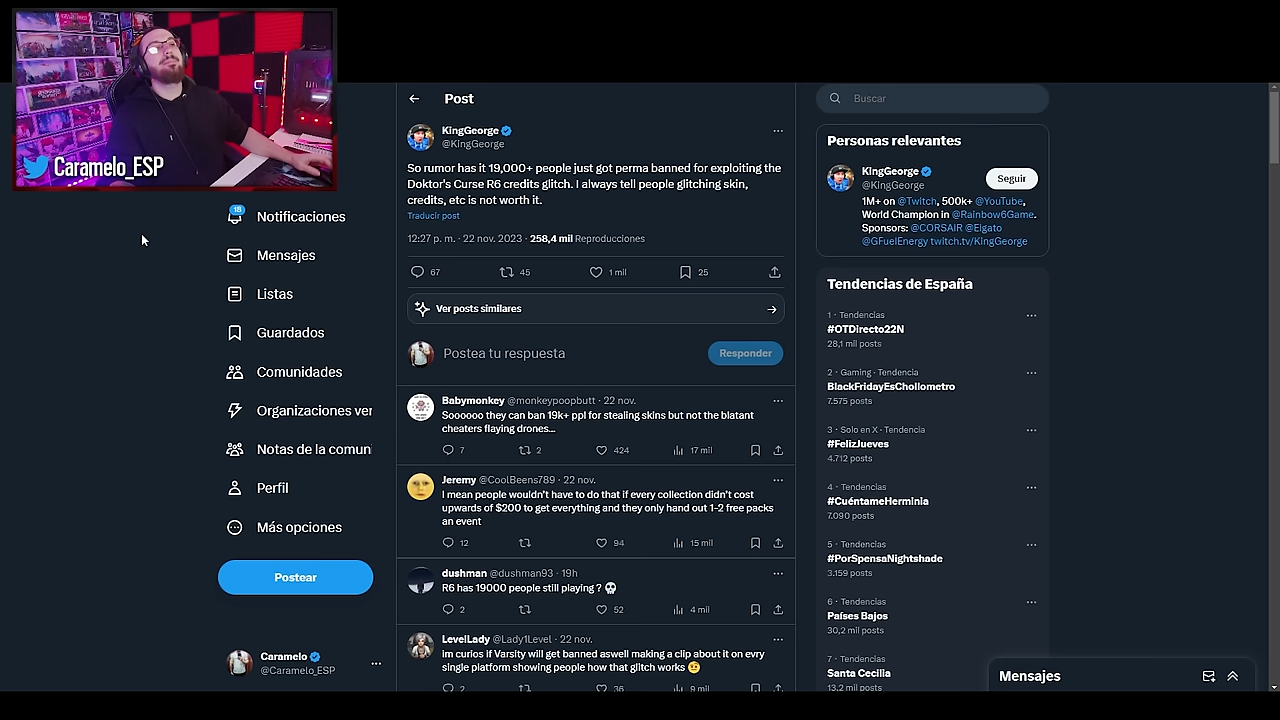 Caramelo_ESP
18
Notificaciones
Mensajes
Listas
Guardados
Comunidades
Organizaciones ver
Notas de la comuni
Perfil
Más opciones
Postear
Caramelo
@Caramelo_ESP
Post
KingGeorge
@KingGeorge
So rumor has it 19,000+ people just got perma banned for exploiting the
Doktor's Curse R6 credits glitch. I always tell people glitching skin,
credits, etc is not worth it.
Traducir post
12:27 p. m. · 22 nov. 2023 · 258,4 mil Reproducciones
67 45 1 mil 25
Ver posts similares
Postea tu respuesta
Responder
Babymonkey @monkeypoopbutt · 22 nov.
Soooooo they can ban 19k+ ppl for stealing skins but not the blatant
cheaters flaying drones...
7 2 424 17 mil
Jeremy @CoolBeens789 · 22 nov.
I mean people wouldn't have to do that if every collection didn't cost
upwards of $200 to get everything and they only hand out 1-2 free packs
an event
12 94 15 mil
dushman @dushman93 · 19h
R6 has 19000 people still playing ? 💀
2 52 4 mil
LevelLady @Lady1Level · 22 nov.
im curios if Varsity will get banned aswell making a clip about it on evry
single platform showing people how that glitch works 🤨
2 36 9 mil
Buscar
Personas relevantes
KingGeorge
@KingGeorge
Seguir
1M+ on @Twitch, 500k+ @YouTube,
World Champion in @Rainbow6Game.
Sponsors: @CORSAIR @Elgato
@GFuelEnergy twitch.tv/KingGeorge
Tendencias de España
1 · Tendencias
#OTDirecto22N
28,1 mil posts
2 · Gaming · Tendencia
BlackFridayEsChollometro
7.575 posts
3 · Solo en X · Tendencia
#FelizJueves
4.712 posts
4 · Tendencias
#CuéntameHerminia
7.090 posts
5 · Tendencias
#PorSpensaNightshade
3.159 posts
6 · Tendencias
Países Bajos
30,2 mil posts
7 · Tendencias
Santa Cecilia
13,2 mil posts
Mensajes